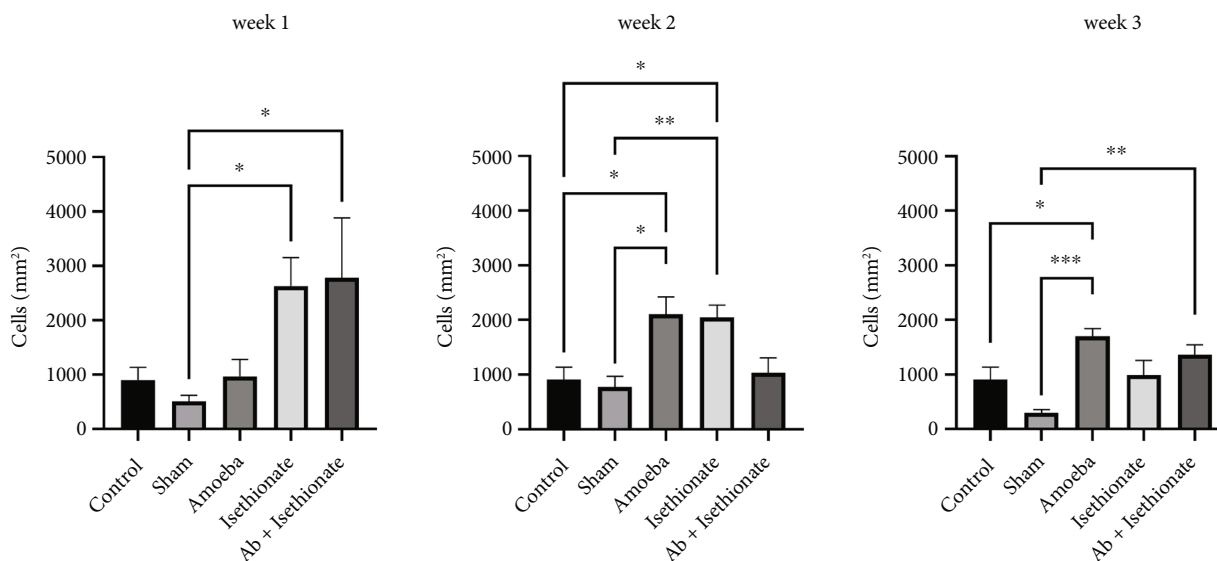 week 1
*
*
5000
4000
3000
2000
1000
0
Cells (mm²)
Control
Sham
Amoeba
Isethionate
Ab + Isethionate
week 2
*
**
*
*
5000
4000
3000
2000
1000
0
Cells (mm²)
Control
Sham
Amoeba
Isethionate
Ab + Isethionate
week 3
**
*
***
5000
4000
3000
2000
1000
0
Cells (mm²)
Control
Sham
Amoeba
Isethionate
Ab + Isethionate